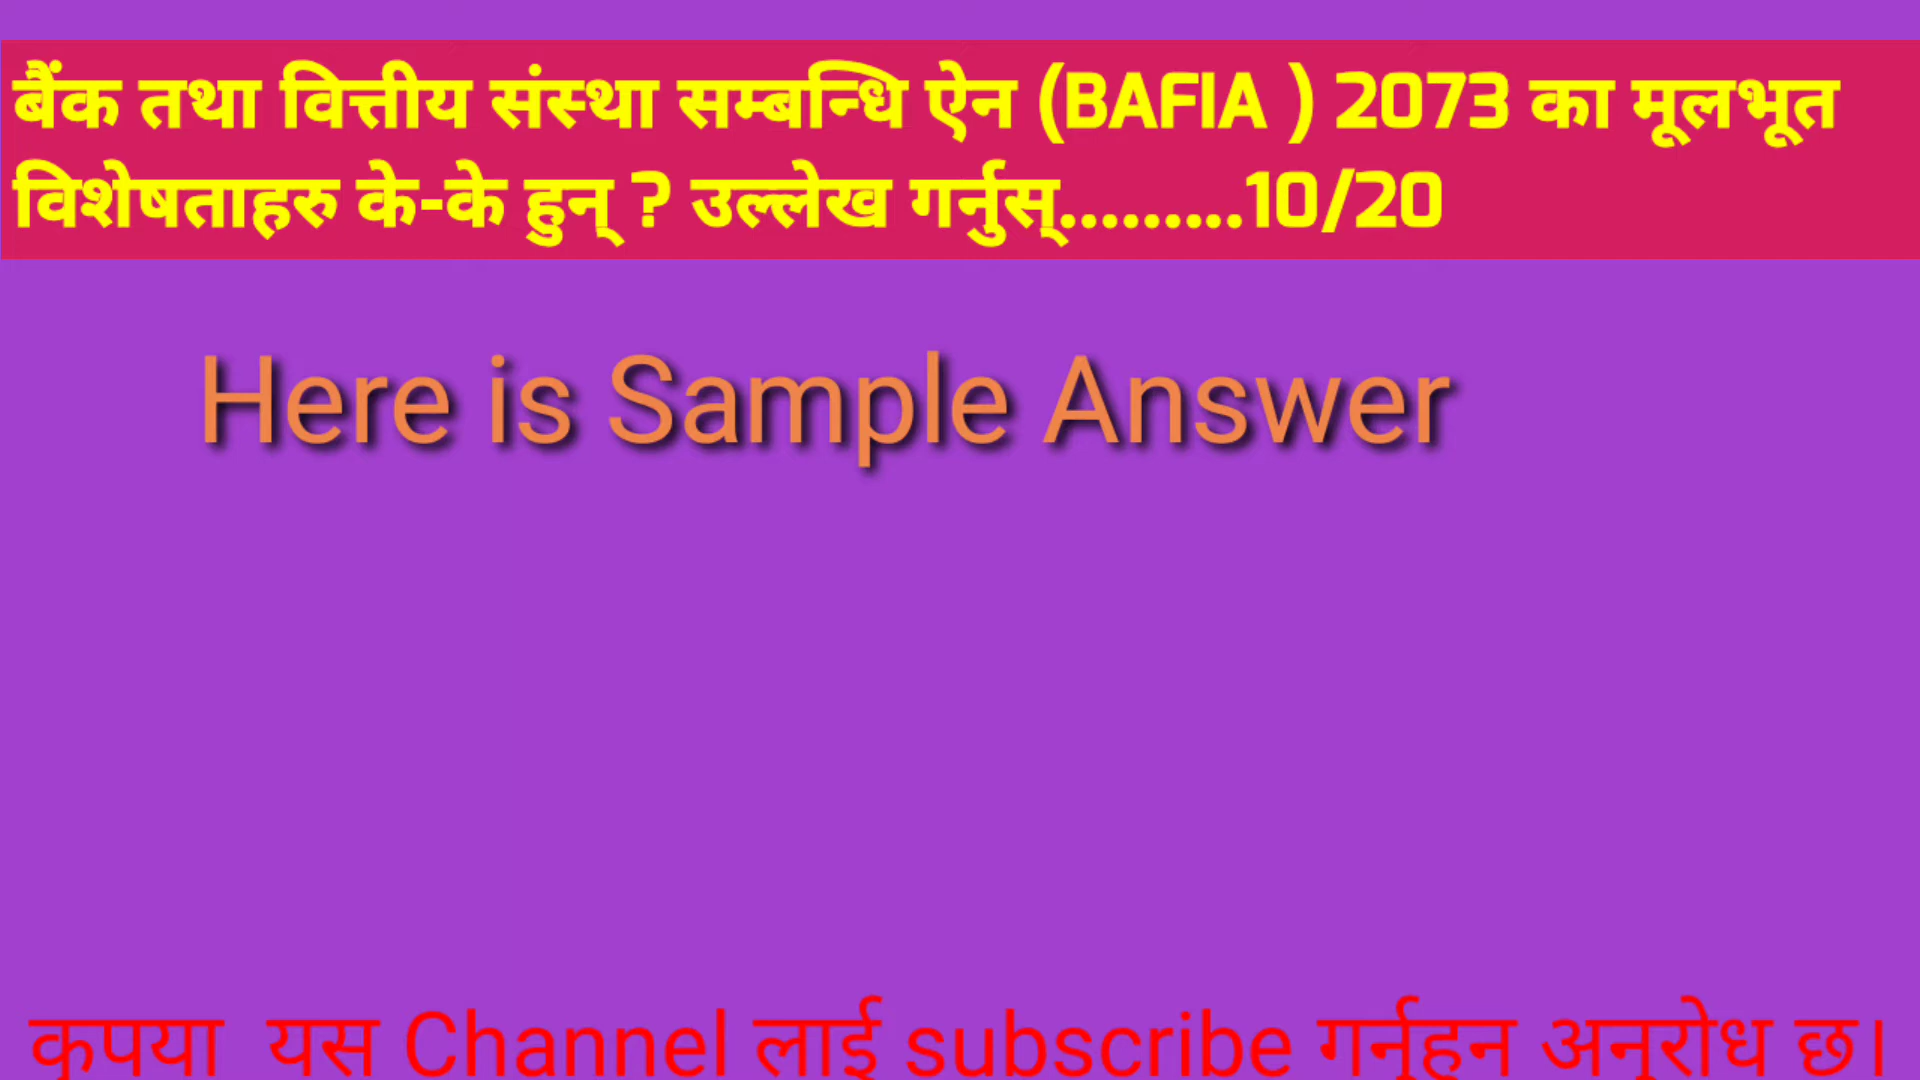 बैंक तथा वित्तीय संस्था सम्बन्धि ऐन (BAFIA ) 2073 का मूलभूत
विशेषताहरु के-के हुन् ? उल्लेख गर्नुस्.........10/20
Here is Sample Answer
कृपया यस Channel लाई subscribe गर्नुहुन अनुरोध छ।